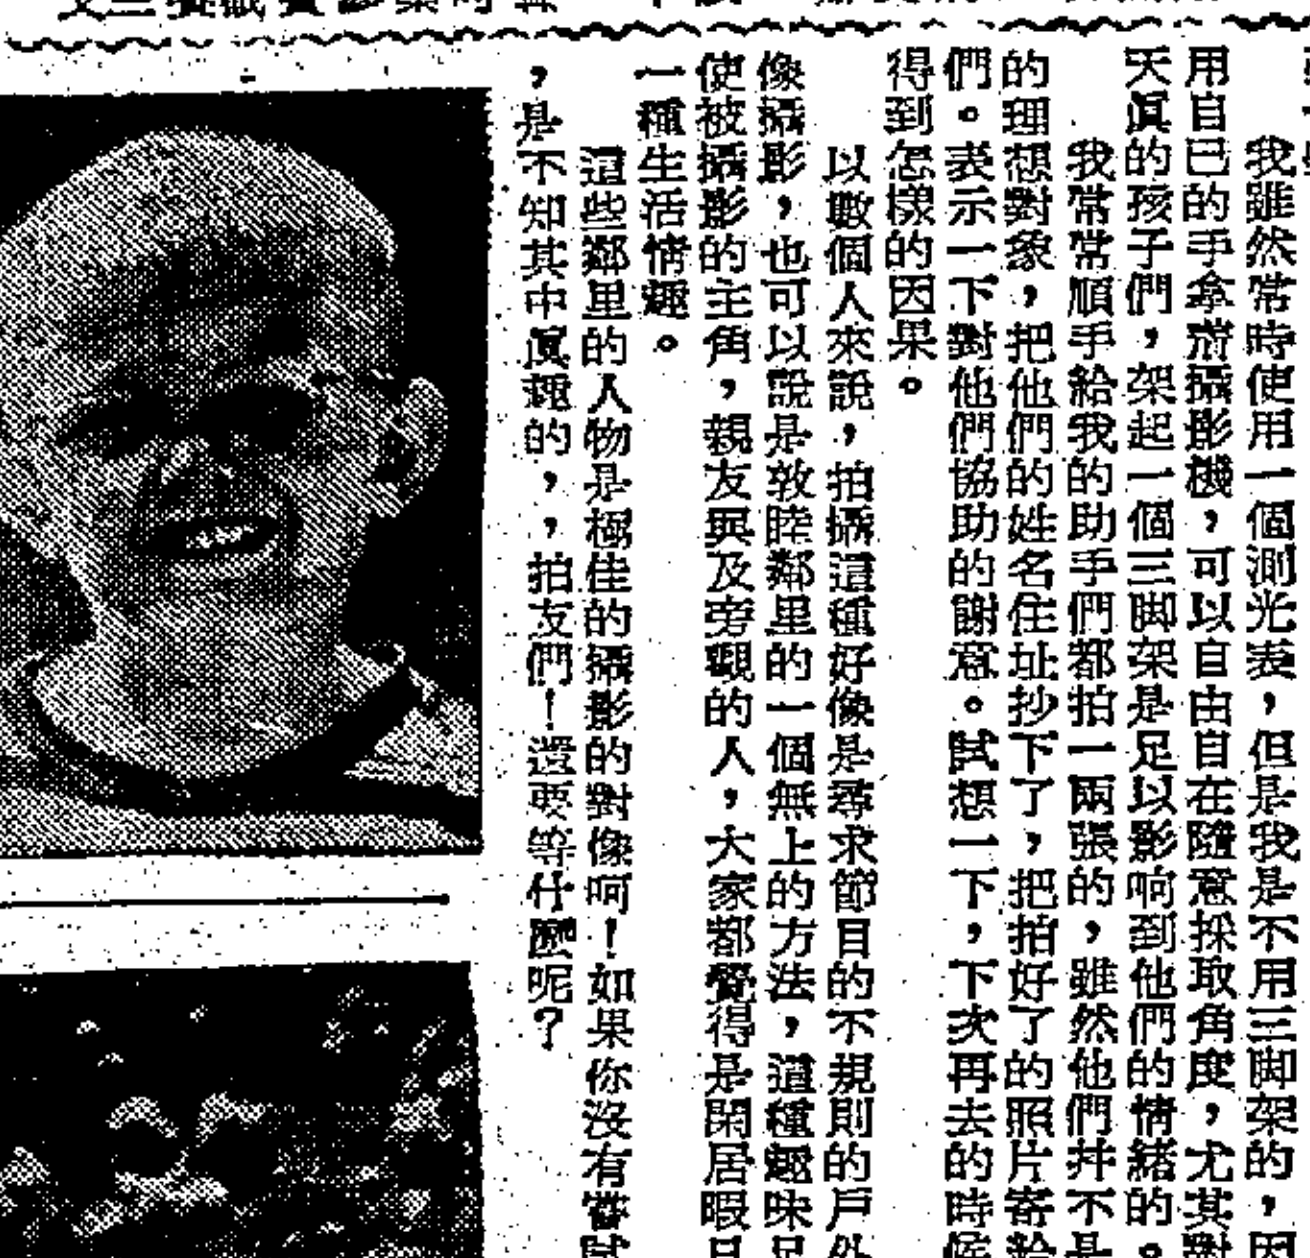 我雖然常時使用一個測光表，但是我是不用三脚架的，因
用自已的手拿着攝影機，可以自由自在隨意採取角度，尤其對
天眞的孩子們，架起一個三脚架是足以影响到他們的情緒的。
我常常順手給我的助手們都拍一兩張的，雖然他們并不是
的理想對象，把他們的姓名住址抄下了，把拍好了的照片寄給
們。表示一下對他們協助的謝意。試想一下，下次再去的時候
得到怎樣的因果。
以數個人來說，拍攝這種好像是尋求節目的不規則的戶外
像攝影，也可以說是敦睦鄰里的一個無上的方法，這種趣味足
使被攝影的主角，親友與及旁觀的人，大家都覺得是閑居暇日
一種生活情趣。
這些鄰里的人物是極佳的攝影的對像呵！如果你沒有嘗試
，是不知其中眞趣的，，拍友們！還要等什麼呢？